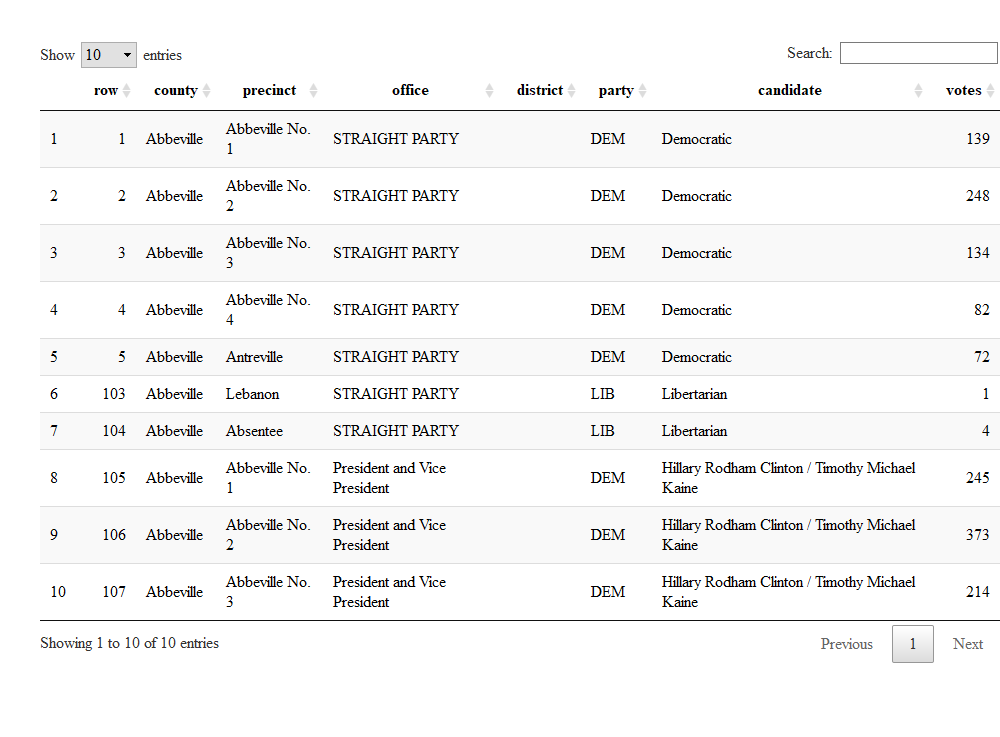 Show 10 entries Search:
row county precinct office district party candidate votes
1 1 Abbeville Abbeville No. 1 STRAIGHT PARTY DEM Democratic 139
2 2 Abbeville Abbeville No. 2 STRAIGHT PARTY DEM Democratic 248
3 3 Abbeville Abbeville No. 3 STRAIGHT PARTY DEM Democratic 134
4 4 Abbeville Abbeville No. 4 STRAIGHT PARTY DEM Democratic 82
5 5 Abbeville Antreville STRAIGHT PARTY DEM Democratic 72
6 103 Abbeville Lebanon STRAIGHT PARTY LIB Libertarian 1
7 104 Abbeville Absentee STRAIGHT PARTY LIB Libertarian 4
8 105 Abbeville Abbeville No. 1 President and Vice President DEM Hillary Rodham Clinton / Timothy Michael Kaine 245
9 106 Abbeville Abbeville No. 2 President and Vice President DEM Hillary Rodham Clinton / Timothy Michael Kaine 373
10 107 Abbeville Abbeville No. 3 President and Vice President DEM Hillary Rodham Clinton / Timothy Michael Kaine 214
Showing 1 to 10 of 10 entries Previous 1 Next